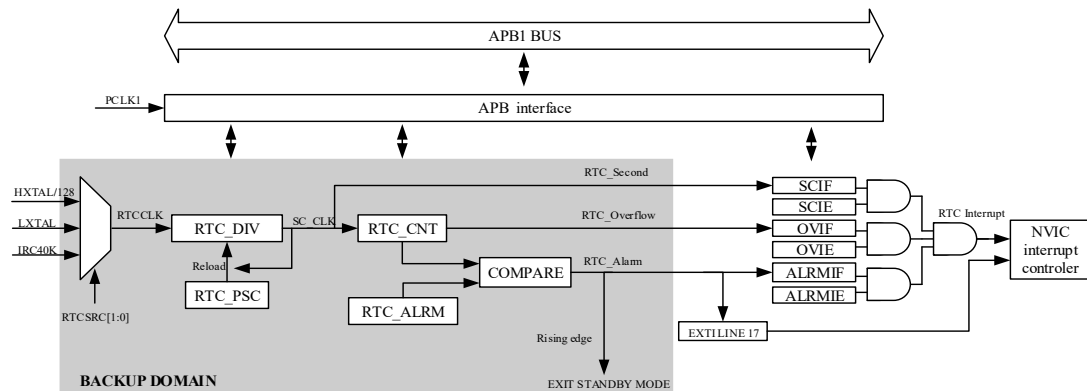 APB1 BUS
PCLK1
APB interface
HXTAL/128
LXTAL
IRC40K
RTCSRC[1:0]
RTCCLK
RTC_DIV
Reload
RTC_PSC
SC_CLK
RTC_CNT
RTC_ALRM
COMPARE
RTC_Second
RTC_Overflow
RTC_Alarm
Rising edge
EXIT STANDBY MODE
BACKUP DOMAIN
SCIF
SCIE
OVIF
OVIE
ALRMIF
ALRMIE
EXTI LINE 17
RTC Interrupt
NVIC
interrupt
controler